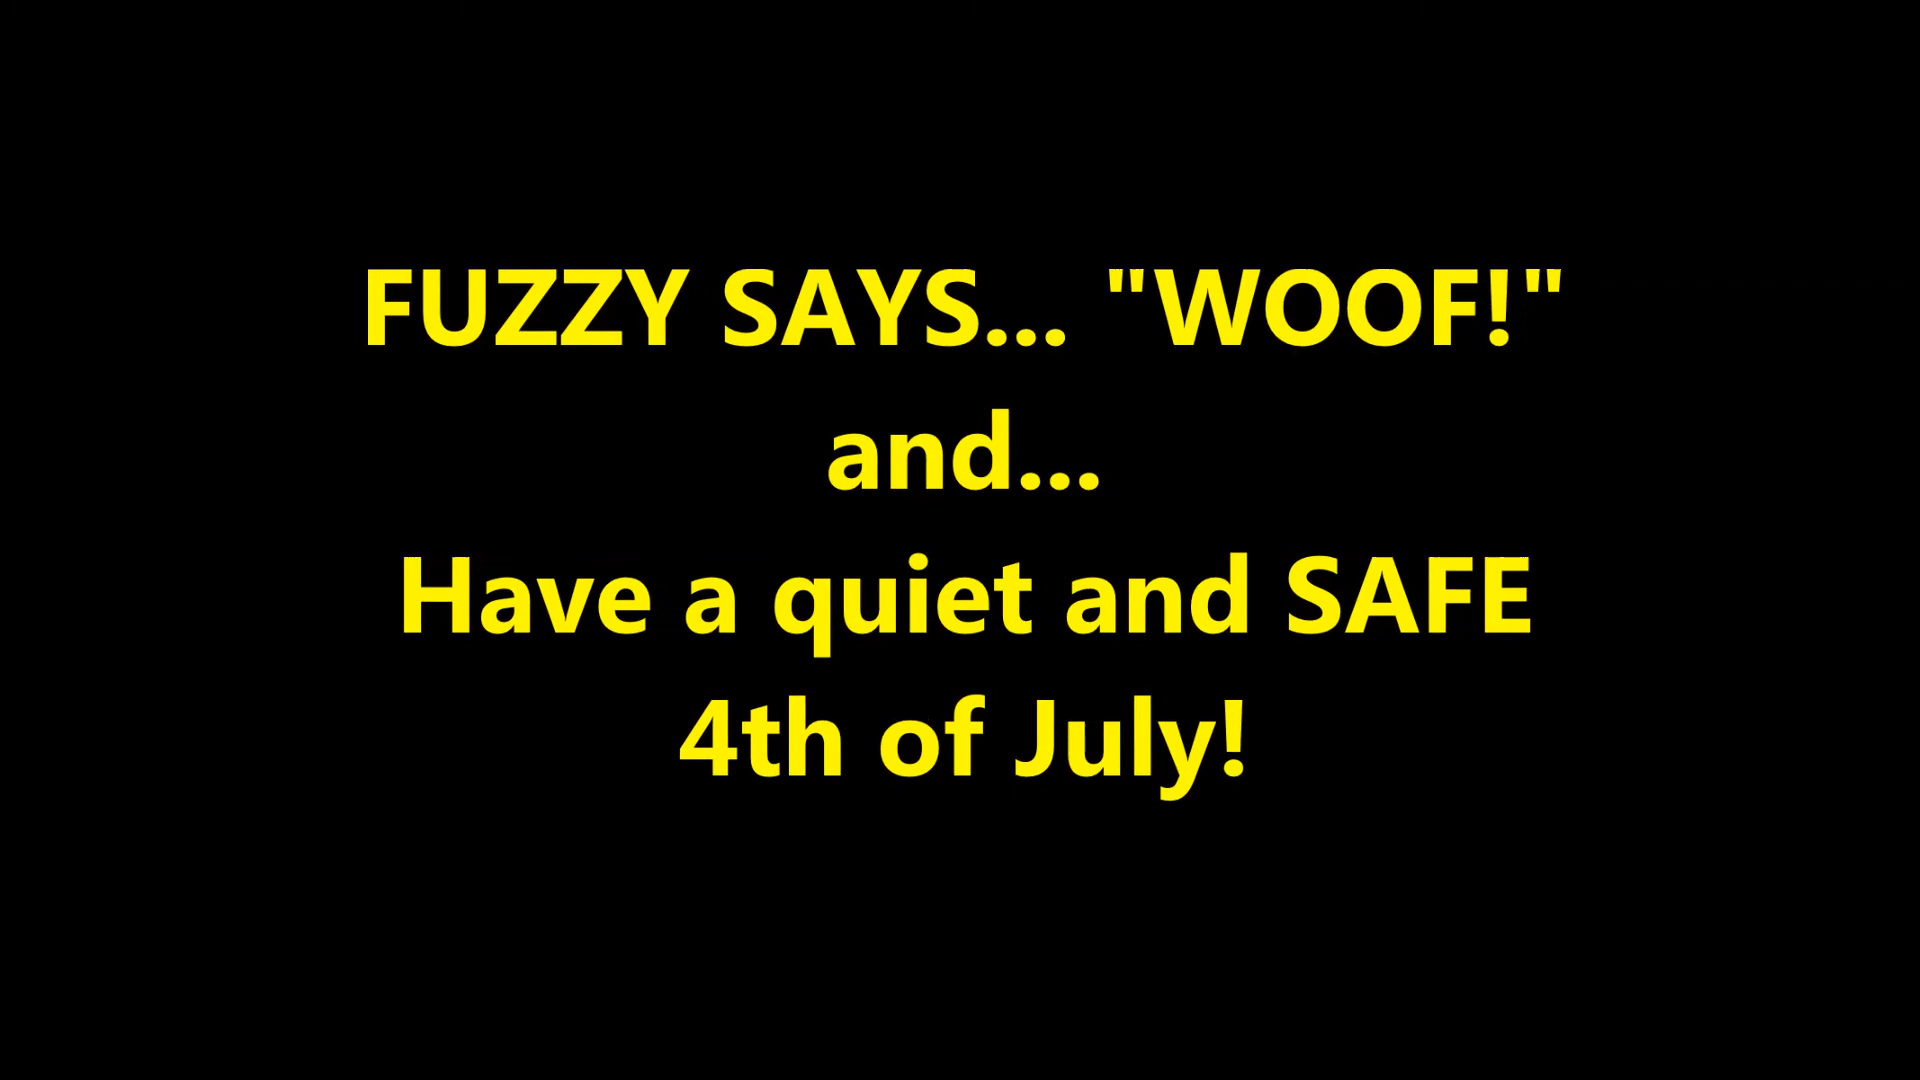 FUZZY SAYS... "WOOF!"
and...
Have a quiet and SAFE
4th of July!